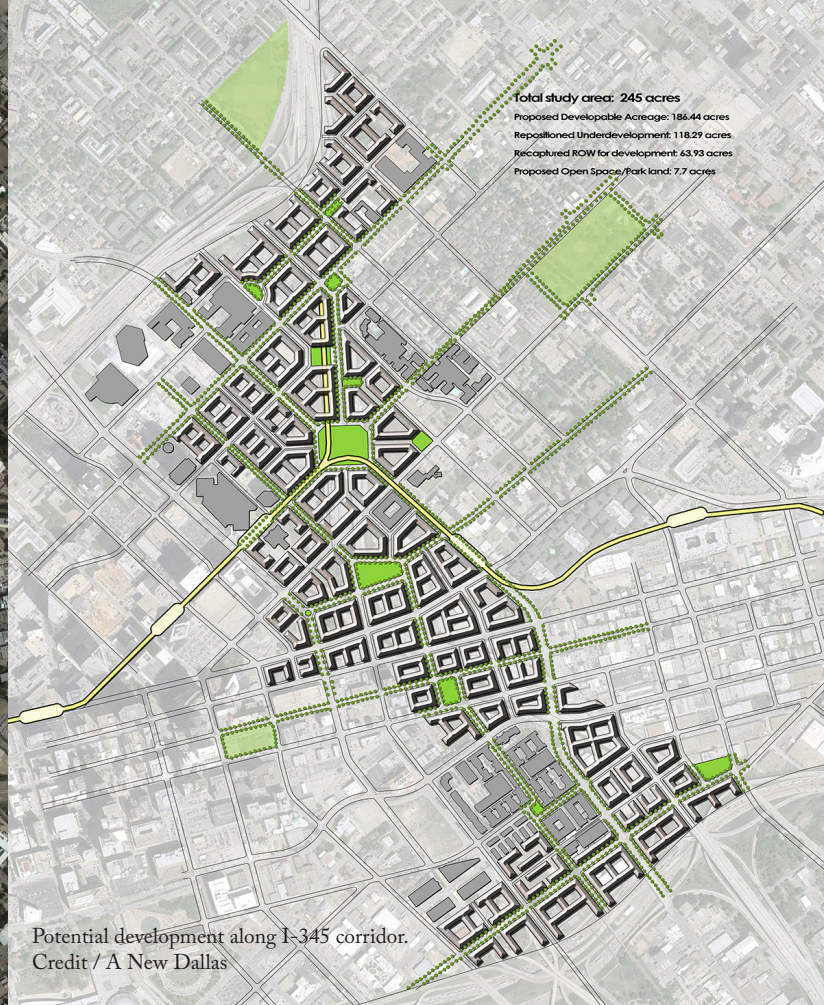 Total study area: 245 acres
Proposed Developable Acreage: 186.44 acres
Repositioned Underdevelopment: 118.29 acres
Recaptured ROW for development: 63.93 acres
Proposed Open Space/Park land: 7.7 acres
Potential development along I-345 corridor.
Credit / A New Dallas